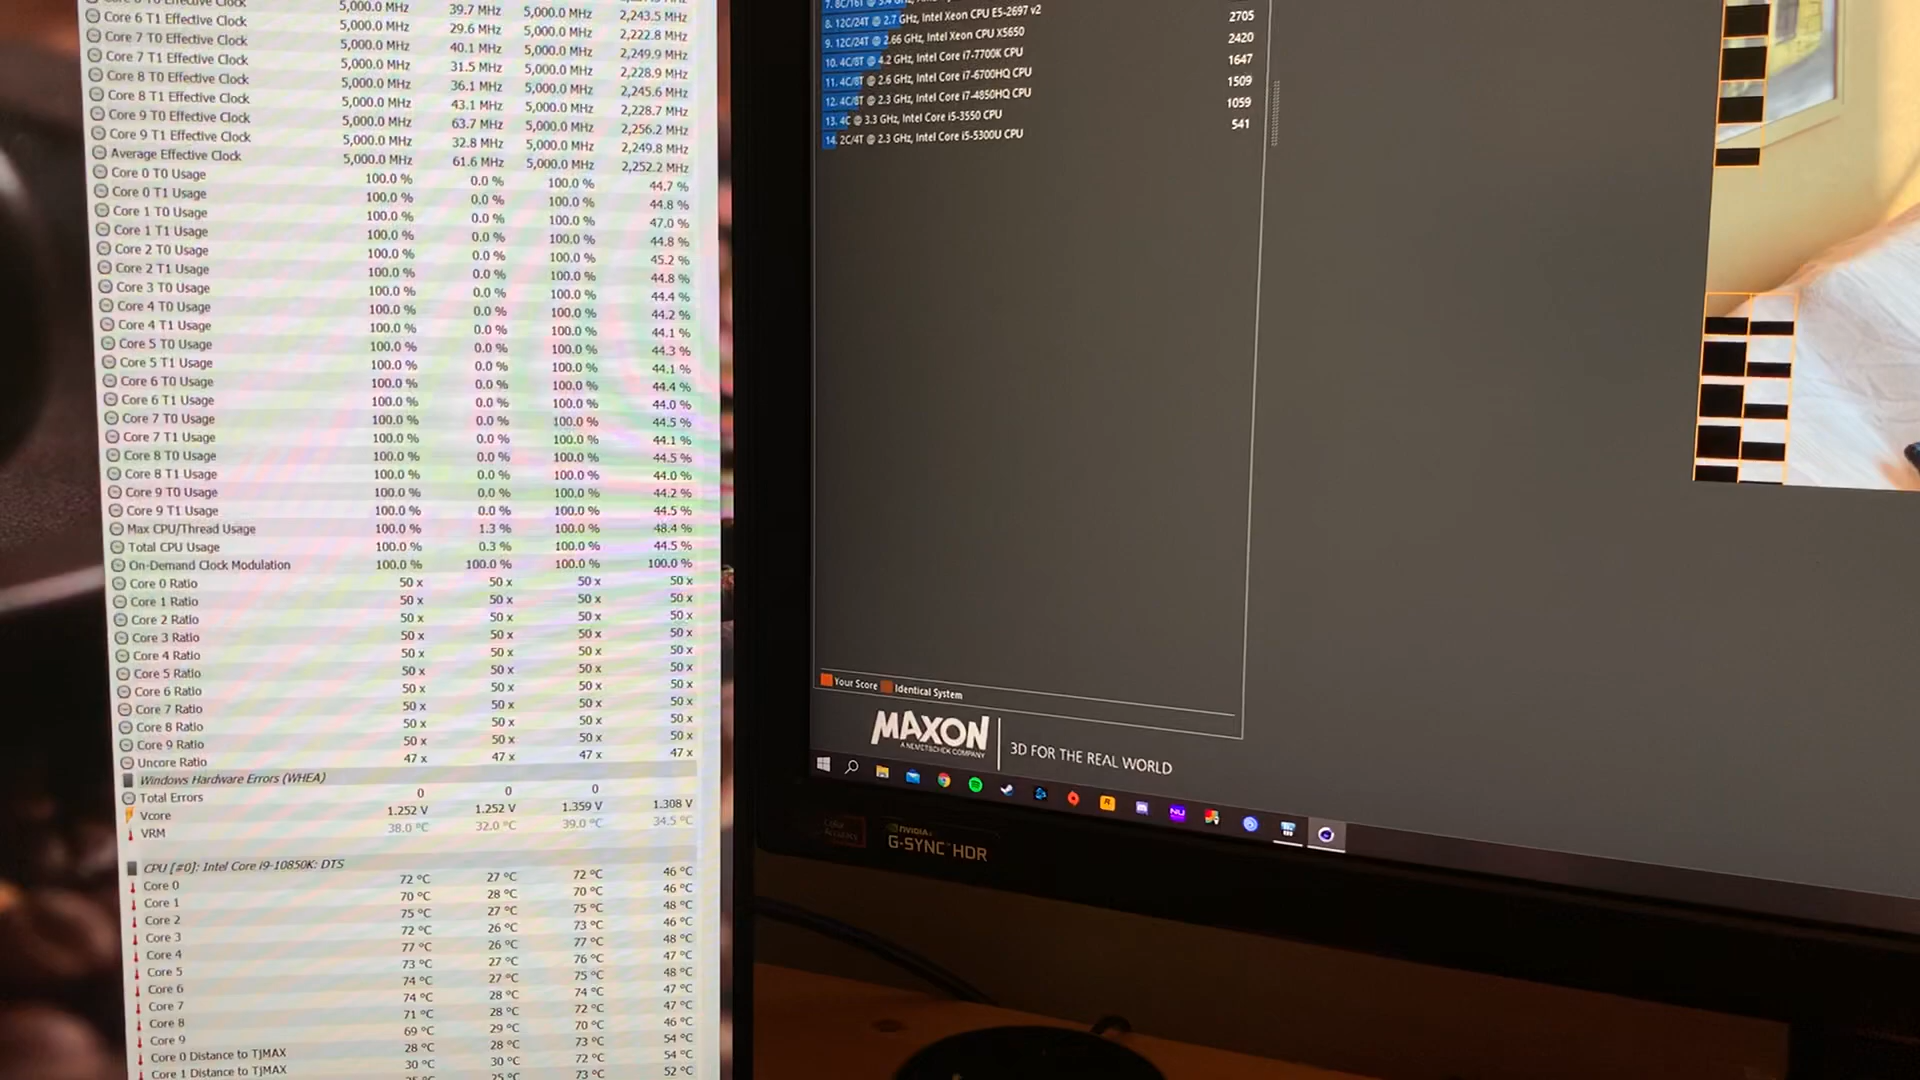 Core 6 T1 Effective Clock 5,000.0 MHz 39.7 MHz 5,000.0 MHz 2,243.5 MHz
Core 7 T0 Effective Clock 5,000.0 MHz 29.6 MHz 5,000.0 MHz 2,222.8 MHz
Core 7 T1 Effective Clock 5,000.0 MHz 40.1 MHz 5,000.0 MHz 2,249.9 MHz
Core 8 T0 Effective Clock 5,000.0 MHz 31.5 MHz 5,000.0 MHz 2,228.9 MHz
Core 8 T1 Effective Clock 5,000.0 MHz 36.1 MHz 5,000.0 MHz 2,245.6 MHz
Core 9 T0 Effective Clock 5,000.0 MHz 43.1 MHz 5,000.0 MHz 2,228.7 MHz
Core 9 T1 Effective Clock 5,000.0 MHz 63.7 MHz 5,000.0 MHz 2,256.2 MHz
Average Effective Clock 5,000.0 MHz 32.8 MHz 5,000.0 MHz 2,249.8 MHz
5,000.0 MHz 61.6 MHz 5,000.0 MHz 2,252.2 MHz
Core 0 T0 Usage 100.0 % 0.0 % 100.0 % 44.7 %
Core 0 T1 Usage 100.0 % 0.0 % 100.0 % 44.8 %
Core 1 T0 Usage 100.0 % 0.0 % 100.0 % 47.0 %
Core 1 T1 Usage 100.0 % 0.0 % 100.0 % 44.8 %
Core 2 T0 Usage 100.0 % 0.0 % 100.0 % 45.2 %
Core 2 T1 Usage 100.0 % 0.0 % 100.0 % 44.8 %
Core 3 T0 Usage 100.0 % 0.0 % 100.0 % 44.4 %
Core 4 T0 Usage 100.0 % 0.0 % 100.0 % 44.2 %
Core 4 T1 Usage 100.0 % 0.0 % 100.0 % 44.1 %
Core 5 T0 Usage 100.0 % 0.0 % 100.0 % 44.3 %
Core 5 T1 Usage 100.0 % 0.0 % 100.0 % 44.1 %
Core 6 T0 Usage 100.0 % 0.0 % 100.0 % 44.4 %
Core 6 T1 Usage 100.0 % 0.0 % 100.0 % 44.0 %
Core 7 T0 Usage 100.0 % 0.0 % 100.0 % 44.5 %
Core 7 T1 Usage 100.0 % 0.0 % 100.0 % 44.1 %
Core 8 T0 Usage 100.0 % 0.0 % 100.0 % 44.5 %
Core 8 T1 Usage 100.0 % 0.0 % 100.0 % 44.0 %
Core 9 T0 Usage 100.0 % 0.0 % 100.0 % 44.2 %
Core 9 T1 Usage 100.0 % 0.0 % 100.0 % 44.5 %
Max CPU/Thread Usage 100.0 % 1.3 % 100.0 % 48.4 %
Total CPU Usage 100.0 % 0.3 % 100.0 % 44.5 %
On-Demand Clock Modulation 100.0 % 100.0 % 100.0 % 100.0 %
Core 0 Ratio 50 x 50 x 50 x 50 x
Core 1 Ratio 50 x 50 x 50 x 50 x
Core 2 Ratio 50 x 50 x 50 x 50 x
Core 3 Ratio 50 x 50 x 50 x 50 x
Core 4 Ratio 50 x 50 x 50 x 50 x
Core 5 Ratio 50 x 50 x 50 x 50 x
Core 6 Ratio 50 x 50 x 50 x 50 x
Core 7 Ratio 50 x 50 x 50 x 50 x
Core 8 Ratio 50 x 50 x 50 x 50 x
Core 9 Ratio 50 x 50 x 50 x 50 x
Uncore Ratio 47 x 47 x 47 x 47 x
Windows Hardware Errors (WHEA)
Total Errors 0 0 0
Vcore 1.252 V 1.252 V 1.359 V 1.308 V
VRM 38.0 °C 32.0 °C 39.0 °C 34.5 °C
CPU [#0]: Intel Core i9-10850K: DTS
Core 0 72 °C 27 °C 72 °C 46 °C
Core 1 70 °C 28 °C 70 °C 46 °C
Core 2 75 °C 27 °C 75 °C 48 °C
Core 3 72 °C 26 °C 73 °C 46 °C
Core 4 77 °C 26 °C 77 °C 48 °C
Core 5 73 °C 27 °C 76 °C 47 °C
Core 6 74 °C 27 °C 75 °C 48 °C
Core 7 74 °C 28 °C 74 °C 47 °C
Core 8 71 °C 28 °C 72 °C 47 °C
Core 9 69 °C 29 °C 70 °C 46 °C
Core 0 Distance to TjMAX 28 °C 28 °C 73 °C 54 °C
Core 1 Distance to TjMAX 30 °C 30 °C 72 °C 54 °C
25 °C 73 °C 52 °C
8. 12C/24T @ 2.7 GHz, Intel Xeon CPU E5-2697 v2 2705
9. 12C/24T @ 2.66 GHz, Intel Xeon CPU X5650 2420
10. 4C/8T @ 4.2 GHz, Intel Core i7-7700K CPU 1647
11. 4C/8T @ 2.6 GHz, Intel Core i7-6700HQ CPU 1509
12. 4C/8T @ 2.3 GHz, Intel Core i7-4850HQ CPU 1059
13. 4C @ 3.3 GHz, Intel Core i5-3550 CPU 541
14. 2C/4T @ 2.3 GHz, Intel Core i5-5300U CPU
Your Score Identical System
MAXON
A NEMETSCHEK COMPANY
3D FOR THE REAL WORLD
Color Accuracy
NVIDIA
G-SYNC HDR